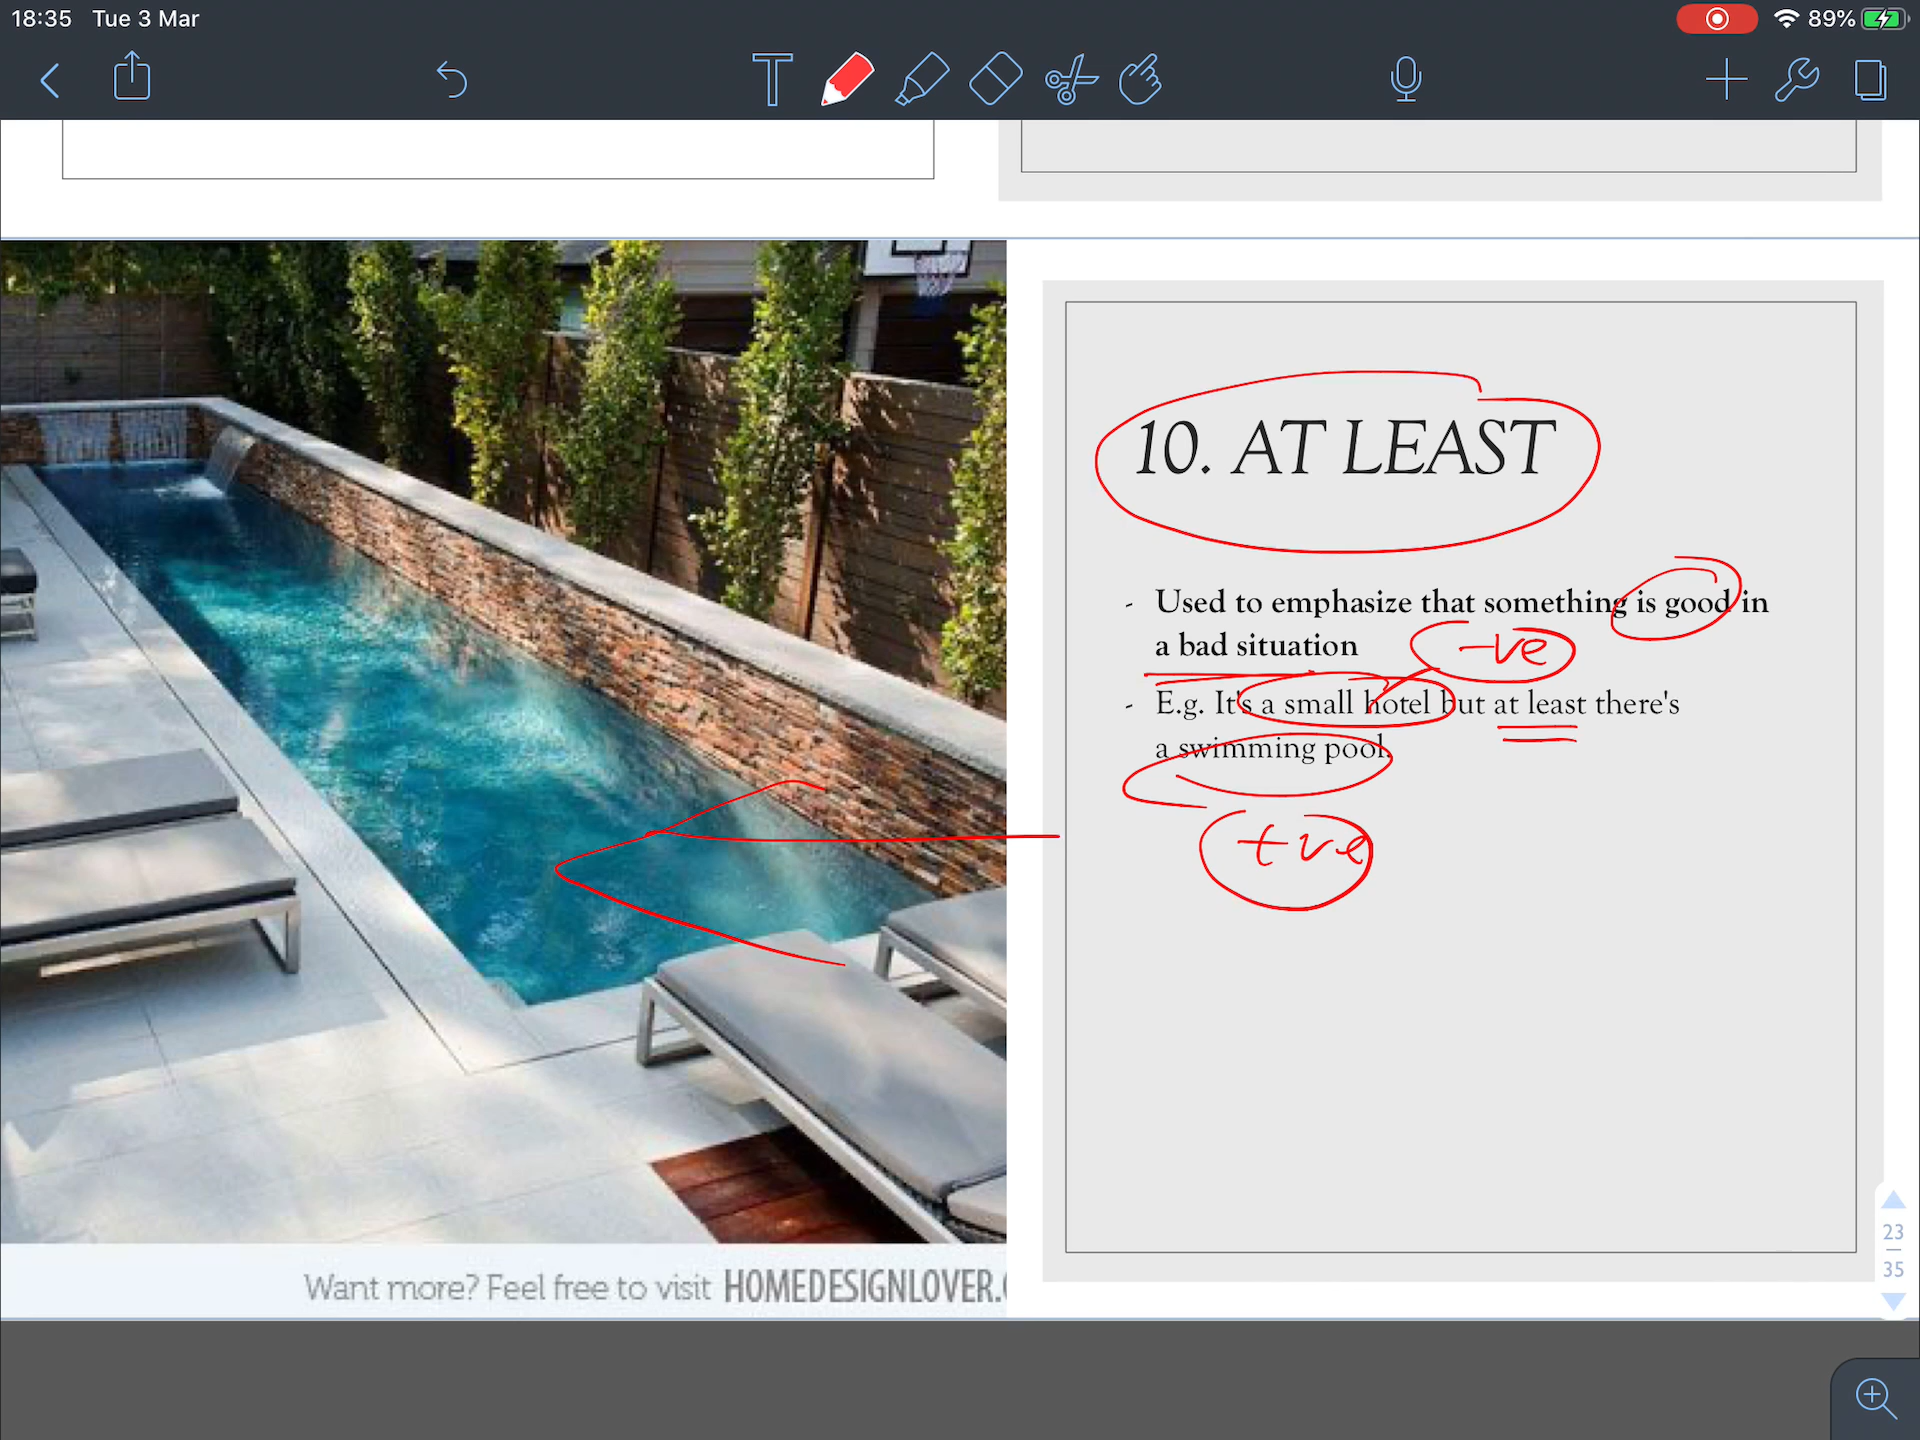 18:35 Tue 3 Mar
89%
T
10. AT LEAST
- Used to emphasize that something is good in
a bad situation
-ve
- E.g. It's a small hotel but at least there's
a swimming pool.
+ve
23
35
Want more? Feel free to visit HOMEDESIGNLOVER.